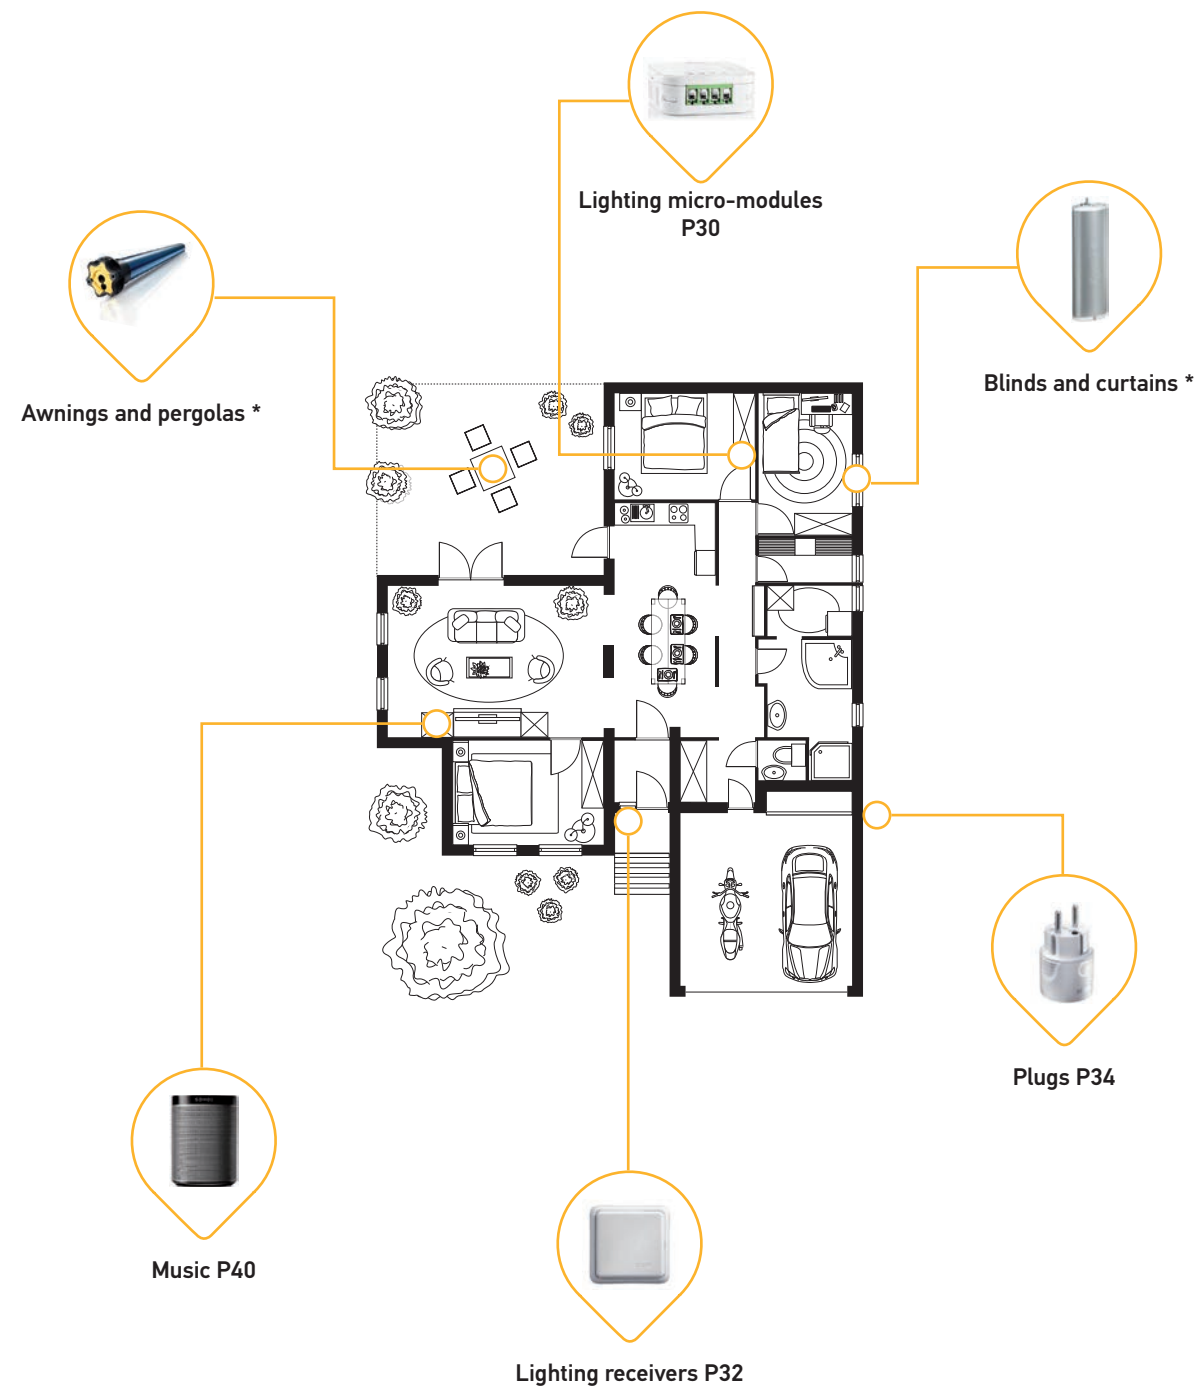 Lighting micro-modules
P30
Blinds and curtains *
Awnings and pergolas *
Plugs P34
Music P40
Lighting receivers P32